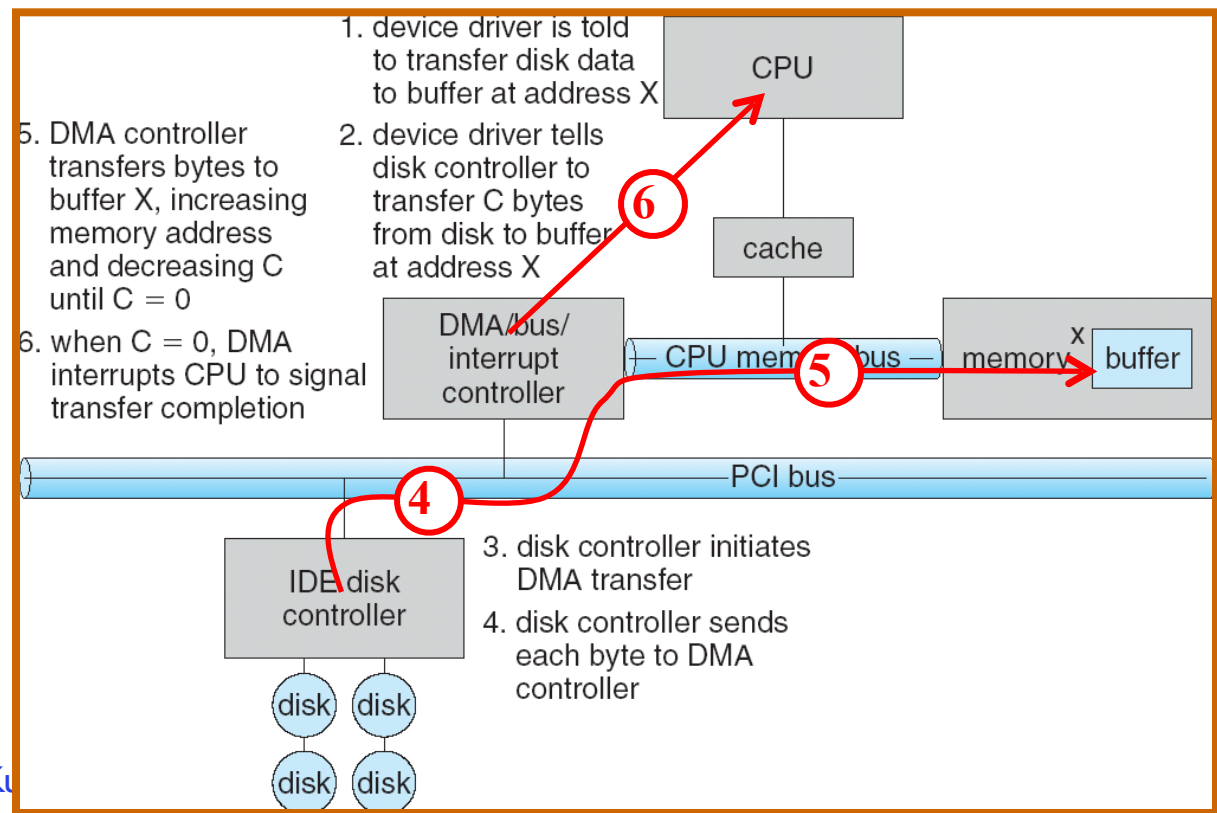 1. device driver is told
to transfer disk data
to buffer at address X
CPU
5. DMA controller
transfers bytes to
buffer X, increasing
memory address
and decreasing C
until C = 0
2. device driver tells
disk controller to
transfer C bytes
from disk to buffer
at address X
6
cache
6. when C = 0, DMA
interrupts CPU to signal
transfer completion
DMA/bus/
interrupt
controller
CPU memory bus
5
memory
x
buffer
PCI bus
4
IDE disk
controller
3. disk controller initiates
DMA transfer
4. disk controller sends
each byte to DMA
controller
disk
disk
disk
disk